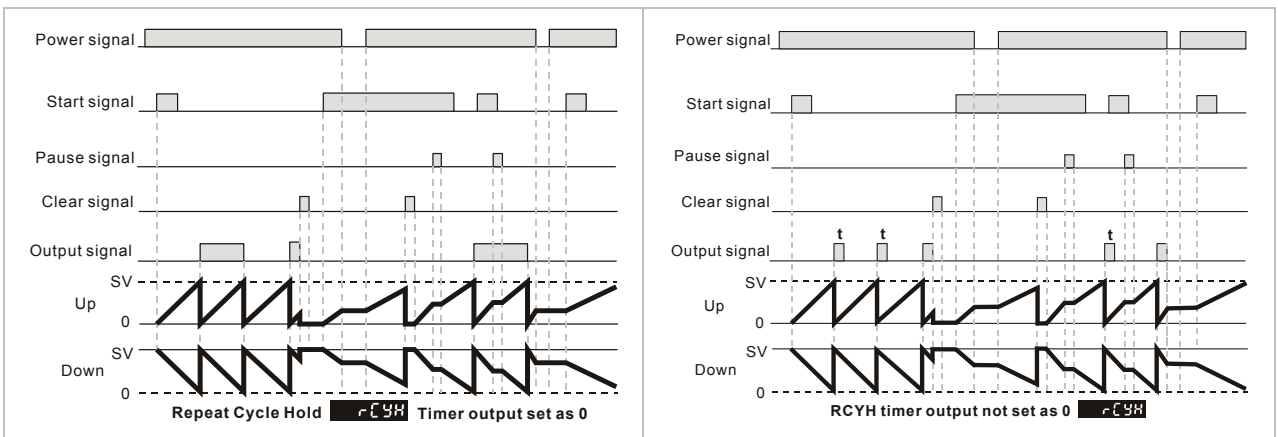 Power signal
Start signal
Pause signal
Clear signal
Output signal
SV
Up
0
SV
Down
0
Repeat Cycle Hold rCYH Timer output set as 0
Power signal
Start signal
Pause signal
Clear signal
t t t
Output signal
SV
Up
0
SV
Down
0
RCYH timer output not set as 0 rCYH